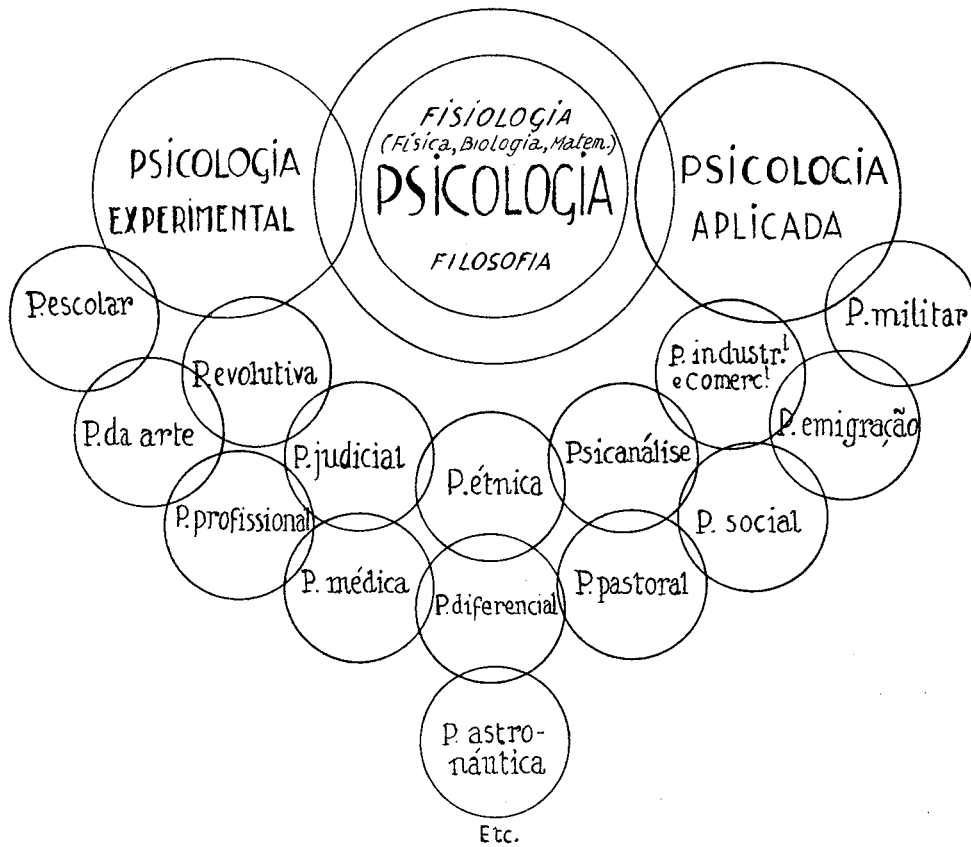 FISIOLOGIA
(Física, Biologia, Matem.)
PSICOLOGIA
FILOSOFIA
PSICOLOGIA
EXPERIMENTAL
PSICOLOGIA
APLICADA
P. escolar
P. evolutiva
P. da arte
P. judicial
P. profissional
P. médica
P. étnica
P. diferencial
Psicanálise
P. pastoral
P. industr.l
e comerc.l
P. social
P. emigração
P. militar
P. astro-
náutica
Etc.